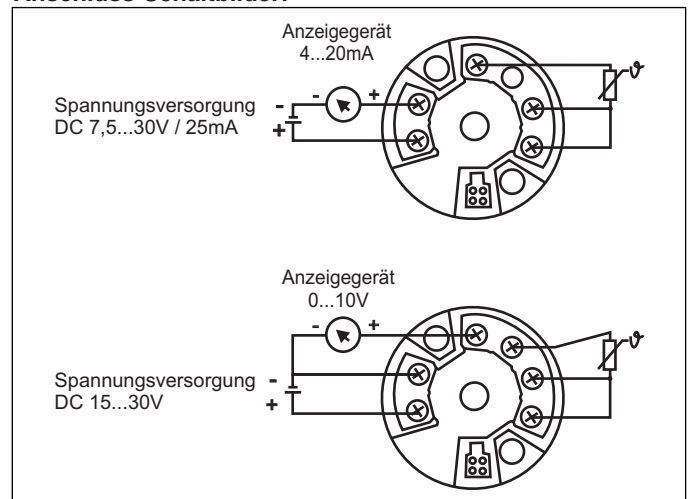 Anschluss-Schaltbilder:
Anzeigegerät
4...20mA
- +
Spannungsversorgung -
DC 7,5...30V / 25mA +
ϑ
Anzeigegerät
0...10V
- +
Spannungsversorgung -
DC 15...30V +
ϑ